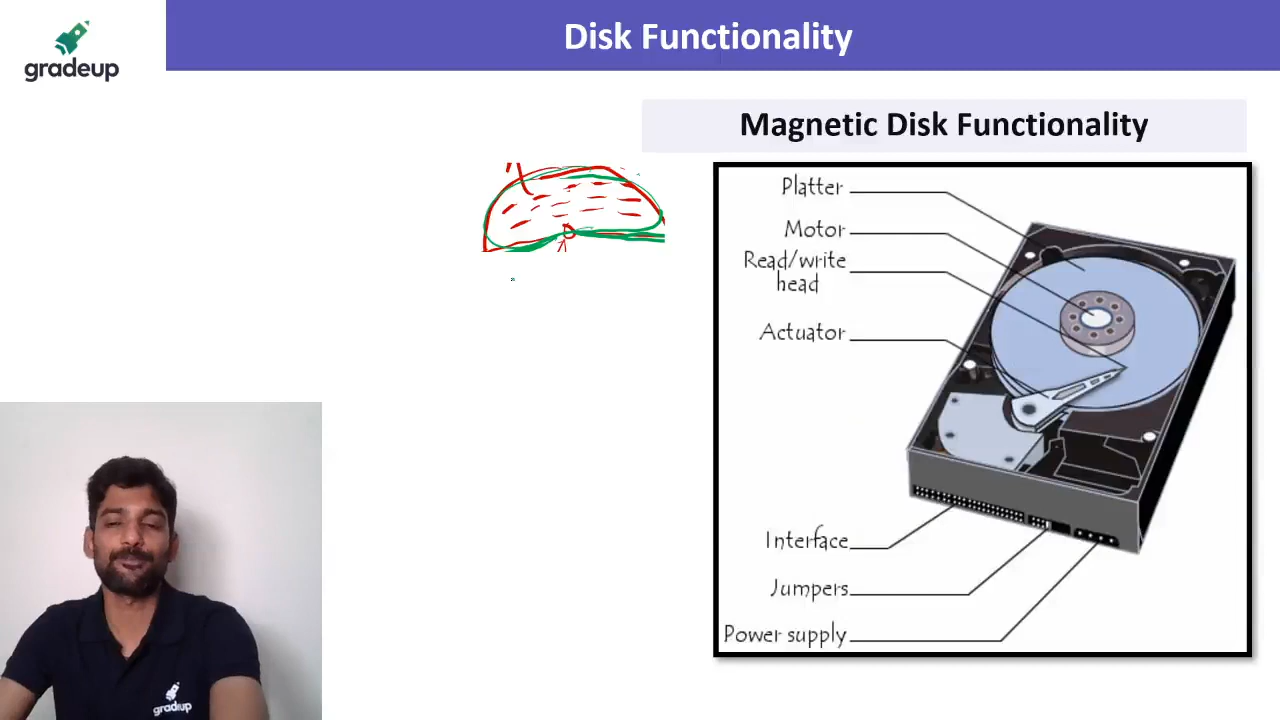 Disk Functionality
gradeup
Magnetic Disk Functionality
Platter
Motor
Read/write
head
Actuator
Interface
Jumpers
Power supply
gradeup